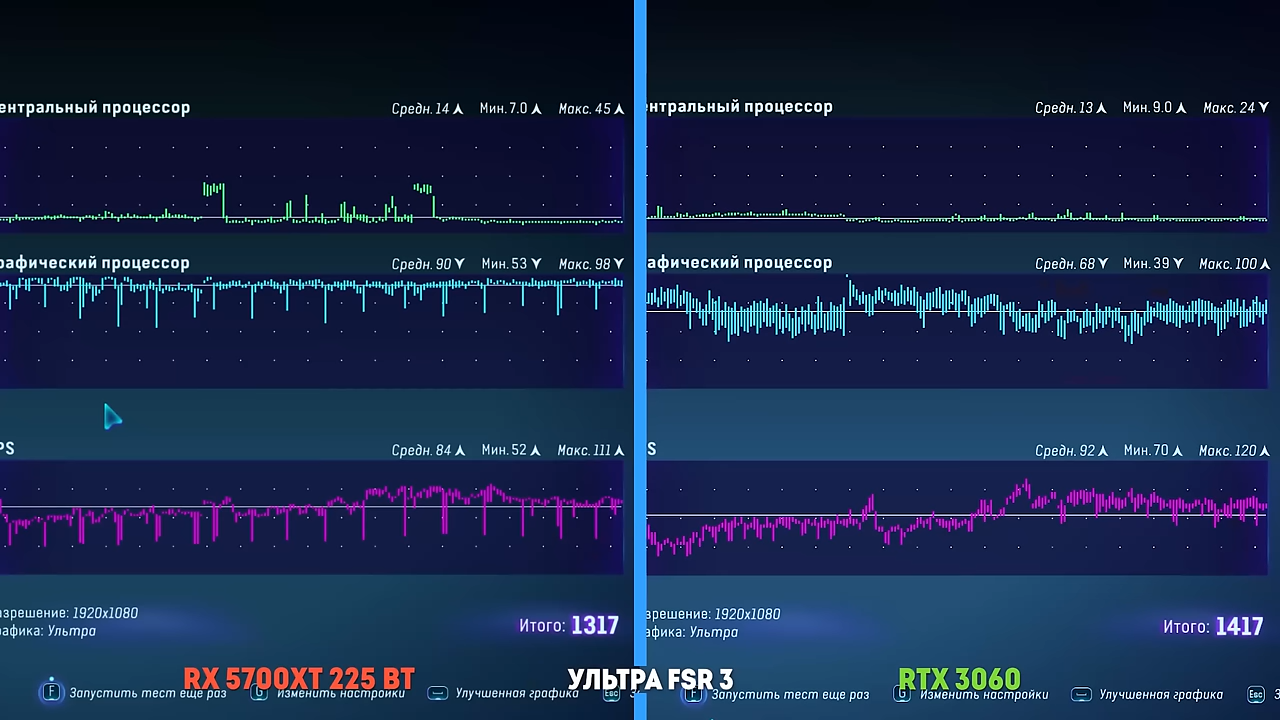 ентральный процессор Средн. 14 Мин. 7.0 Макс. 45
рафический процессор Средн. 90 Мин. 53 Макс. 98
PS Средн. 84 Мин. 52 Макс. 111
азрешение: 1920x1080
афика: Ультра
Итого: 1317
RX 5700XT 225 ВТ
F Запустить тест еще раз G Изменить настройки Улучшенная графика Esc
УЛЬТРА FSR 3
ентральный процессор Средн. 13 Мин. 9.0 Макс. 24
афический процессор Средн. 68 Мин. 39 Макс. 100
S Средн. 92 Мин. 70 Макс. 120
зрешение: 1920x1080
афика: Ультра
Итого: 1417
RTX 3060
F Запустить тест еще раз G Изменить настройки Улучшенная графика Esc